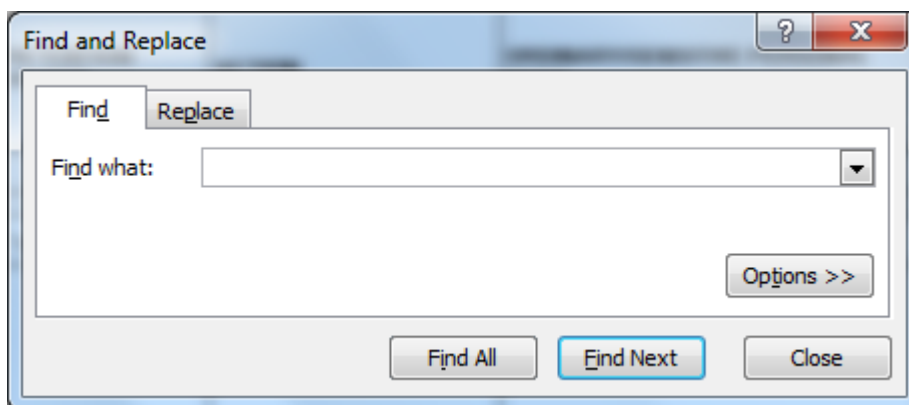 Find and Replace
Find Replace
Find what:
Options >>
Find All Find Next Close